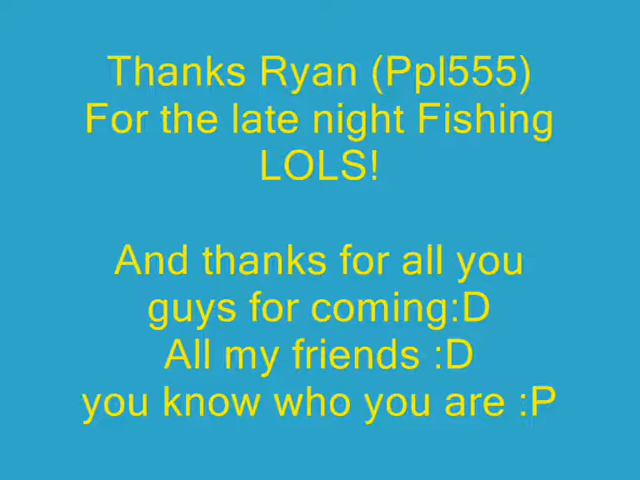 Thanks Ryan (Ppl555)
For the late night Fishing
LOLS!
And thanks for all you
guys for coming:D
All my friends :D
you know who you are :P